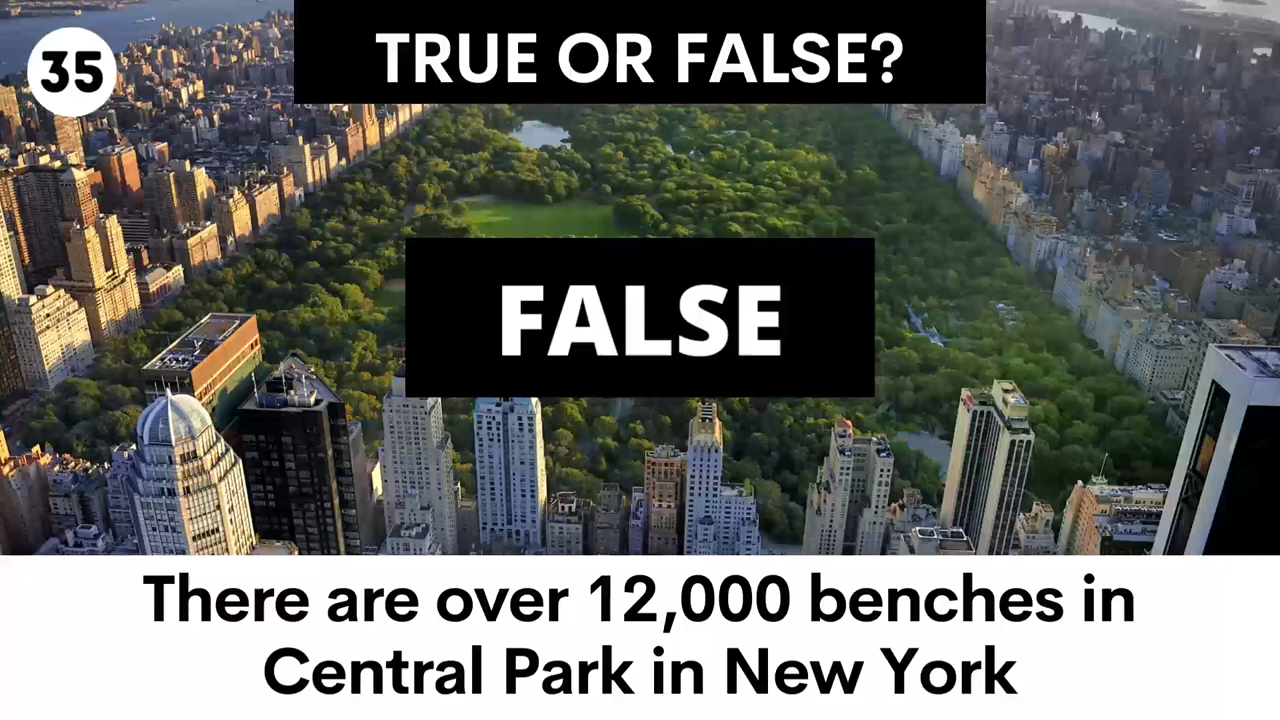 35
TRUE OR FALSE?
FALSE
There are over 12,000 benches in
Central Park in New York